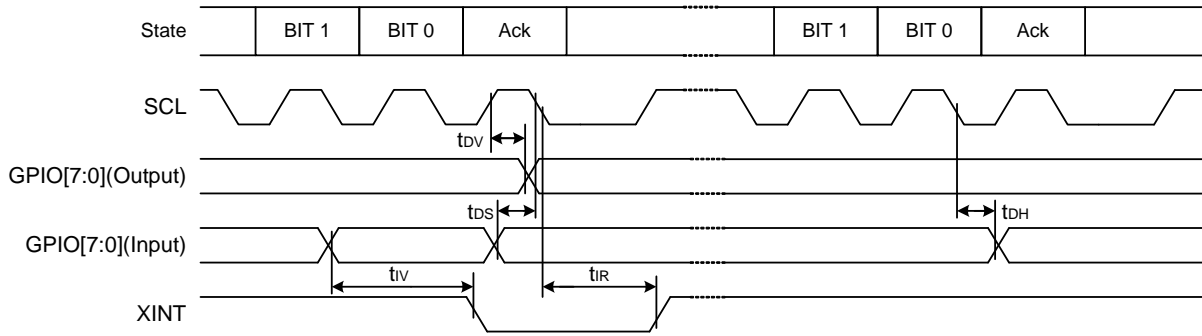 State BIT 1 BIT 0 Ack BIT 1 BIT 0 Ack
SCL
tDV
GPIO[7:0](Output)
tDS tDH
GPIO[7:0](Input)
tIV tIR
XINT